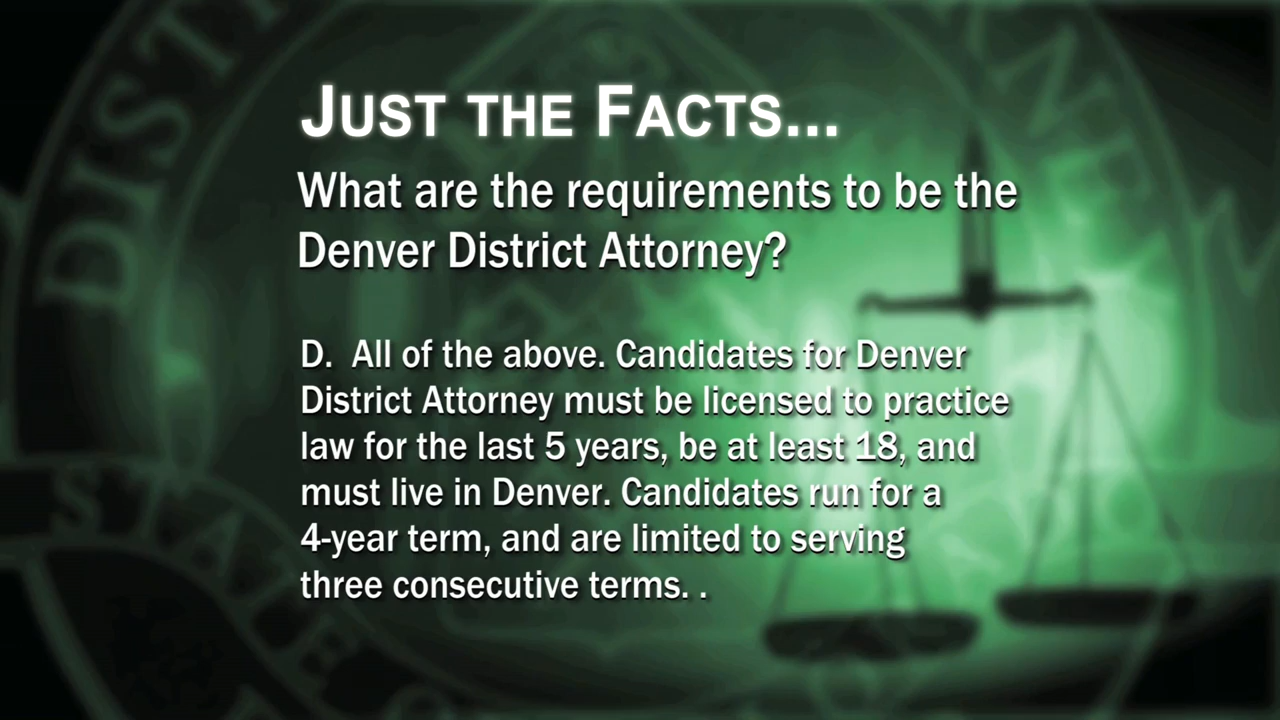 JUST THE FACTS...
What are the requirements to be the
Denver District Attorney?
D. All of the above. Candidates for Denver
District Attorney must be licensed to practice
law for the last 5 years, be at least 18, and
must live in Denver. Candidates run for a
4-year term, and are limited to serving
three consecutive terms. .
DISTRI
STATE